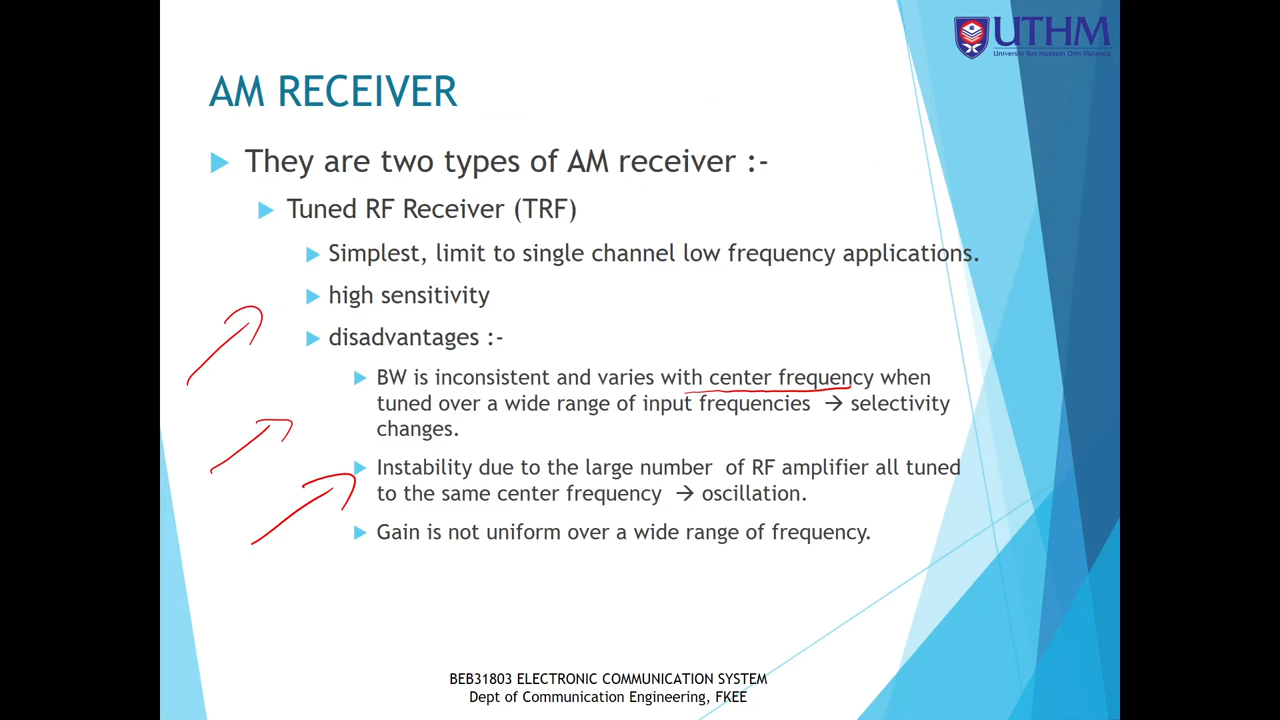 UTHM
Universiti Tun Hussein Onn Malaysia
AM RECEIVER
They are two types of AM receiver :-
Tuned RF Receiver (TRF)
Simplest, limit to single channel low frequency applications.
high sensitivity
disadvantages :-
BW is inconsistent and varies with center frequency when
tuned over a wide range of input frequencies → selectivity
changes.
Instability due to the large number of RF amplifier all tuned
to the same center frequency → oscillation.
Gain is not uniform over a wide range of frequency.
BEB31803 ELECTRONIC COMMUNICATION SYSTEM
Dept of Communication Engineering, FKEE